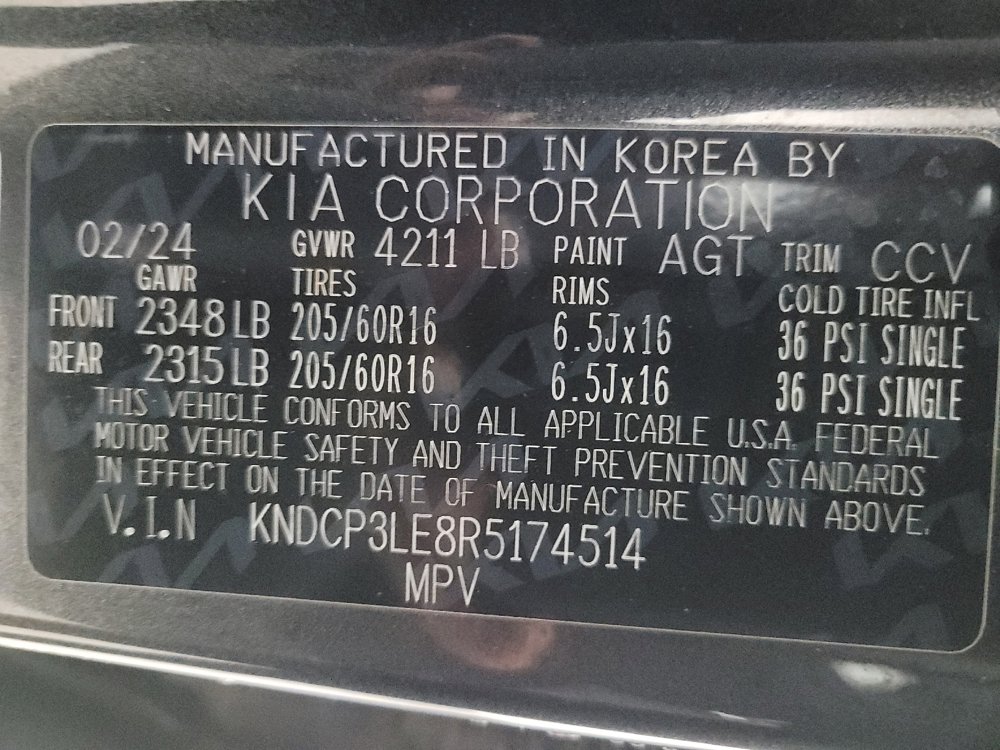 MANUFACTURED IN KOREA BY
KIA CORPORATION
02/24 GVWR 4211 LB PAINT AGT TRIM CCV
GAWR TIRES RIMS COLD TIRE INFL
FRONT 2348 LB 205/60R16 6.5Jx16 36 PSI SINGLE
REAR 2315 LB 205/60R16 6.5Jx16 36 PSI SINGLE
THIS VEHICLE CONFORMS TO ALL APPLICABLE U.S.A. FEDERAL
MOTOR VEHICLE SAFETY AND THEFT PREVENTION STANDARDS
IN EFFECT ON THE DATE OF MANUFACTURE SHOWN ABOVE.
V.I.N KNDCP3LE8R5174514
MPV